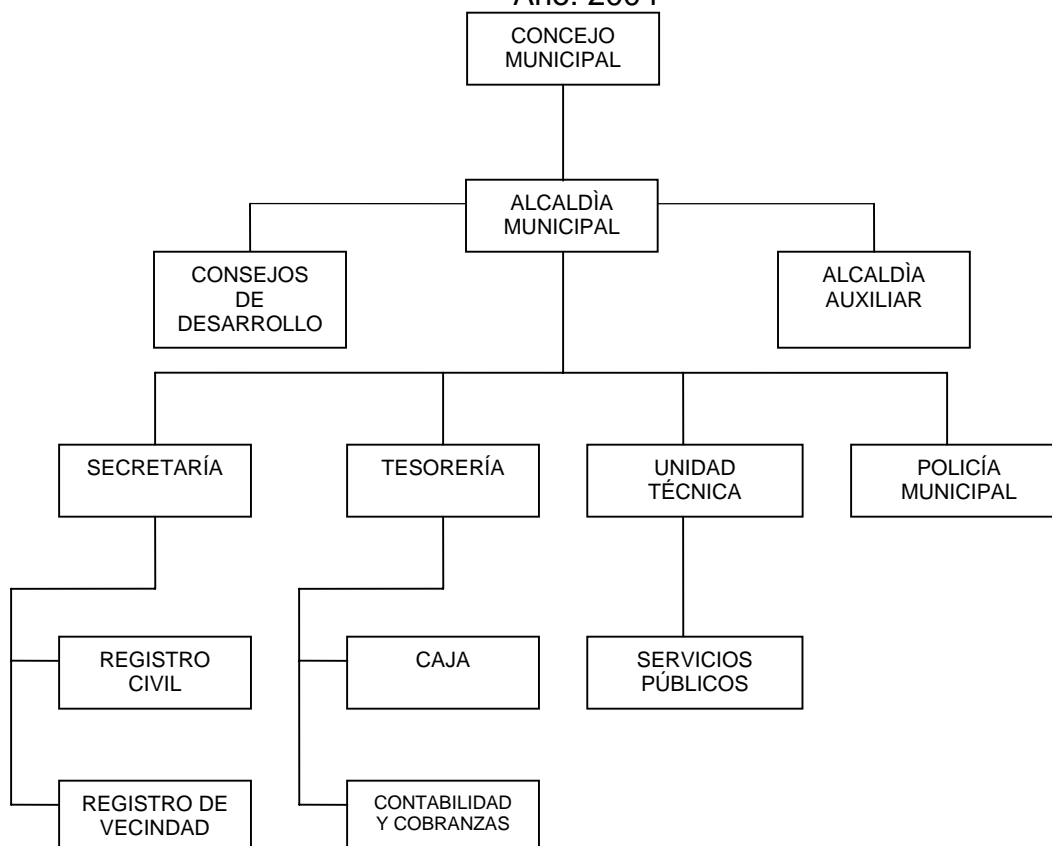 CONCEJO
MUNICIPAL
ALCALDÌA
MUNICIPAL
CONSEJOS
DE
DESARROLLO
ALCALDÌA
AUXILIAR
SECRETARÍA
TESORERÍA
UNIDAD
TÉCNICA
POLICÍA
MUNICIPAL
REGISTRO
CIVIL
CAJA
SERVICIOS
PÚBLICOS
REGISTRO DE
VECINDAD
CONTABILIDAD
Y COBRANZAS